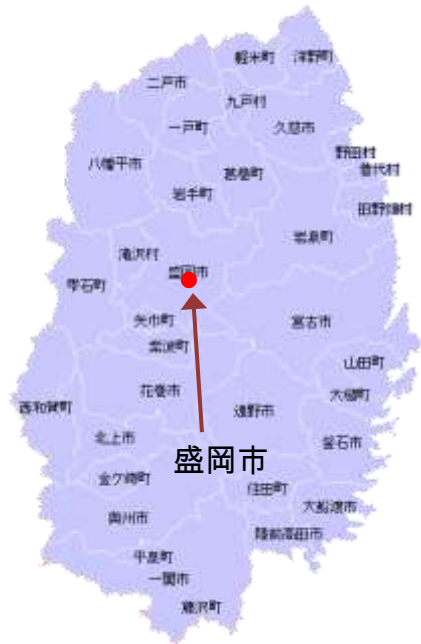 軽米町
洋野町
二戸市
九戸村
一戸町
久慈市
野田村
普代村
八幡平市
葛巻町
岩手町
田野畑村
岩泉町
滝沢村
盛岡市
雫石町
矢巾町
宮古市
紫波町
山田町
花巻市
大槌町
西和賀町
遠野市
北上市
釜石市
盛岡市
金ケ崎町
住田町
大船渡市
奥州市
陸前高田市
平泉町
一関市
藤沢町